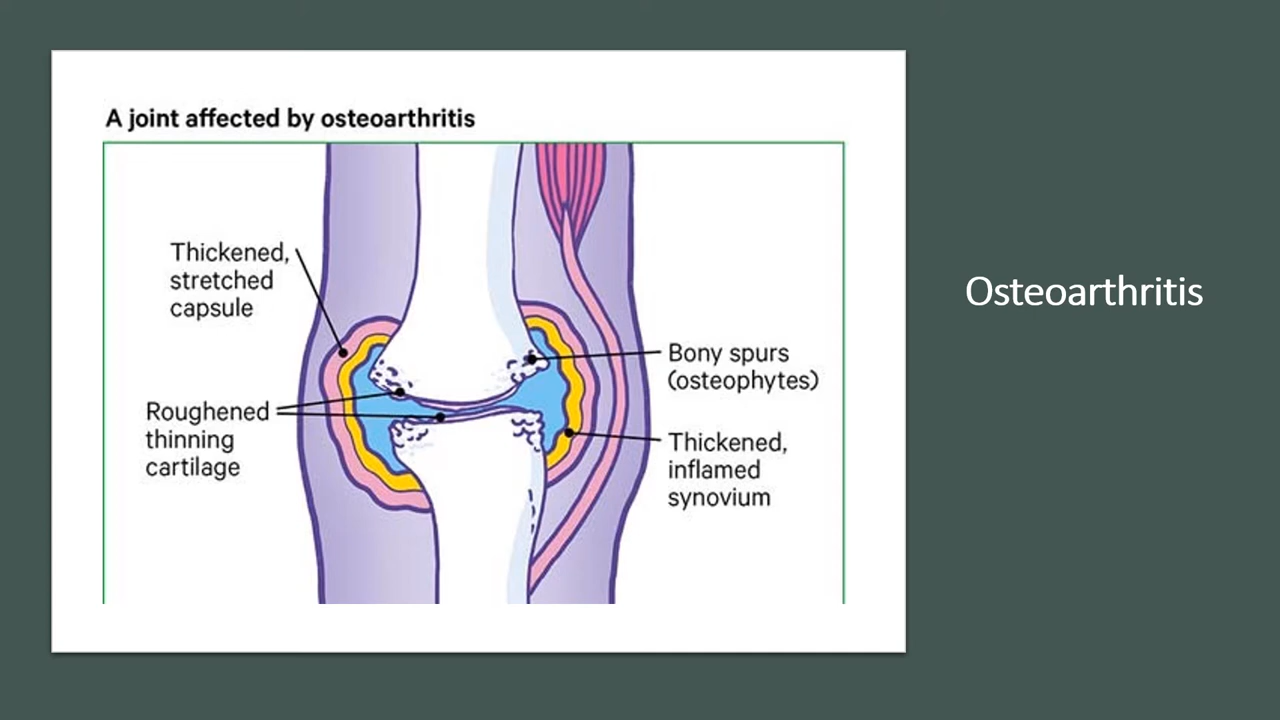 A joint affected by osteoarthritis
Thickened,
stretched
capsule
Roughened
thinning
cartilage
Bony spurs
(osteophytes)
Thickened,
inflamed
synovium
Osteoarthritis